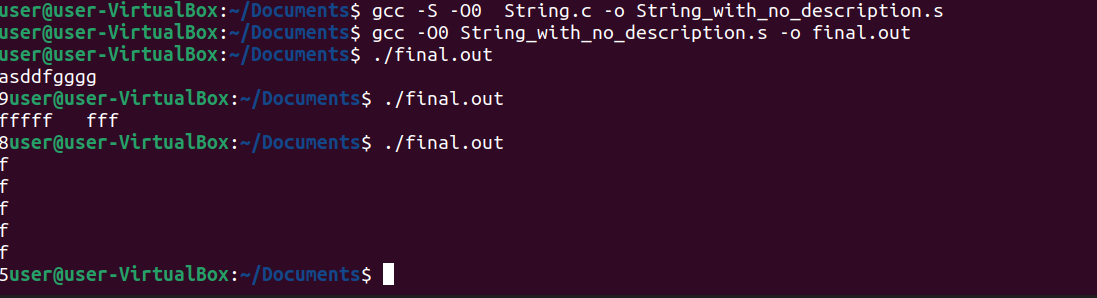 user@user-VirtualBox:~/Documents$ gcc -S -O0  String.c -o String_with_no_description.s
user@user-VirtualBox:~/Documents$ gcc -O0 String_with_no_description.s -o final.out
user@user-VirtualBox:~/Documents$ ./final.out
asddfgggg
9user@user-VirtualBox:~/Documents$ ./final.out
fffff   fff
8user@user-VirtualBox:~/Documents$ ./final.out
f
f
f
f
f
5user@user-VirtualBox:~/Documents$